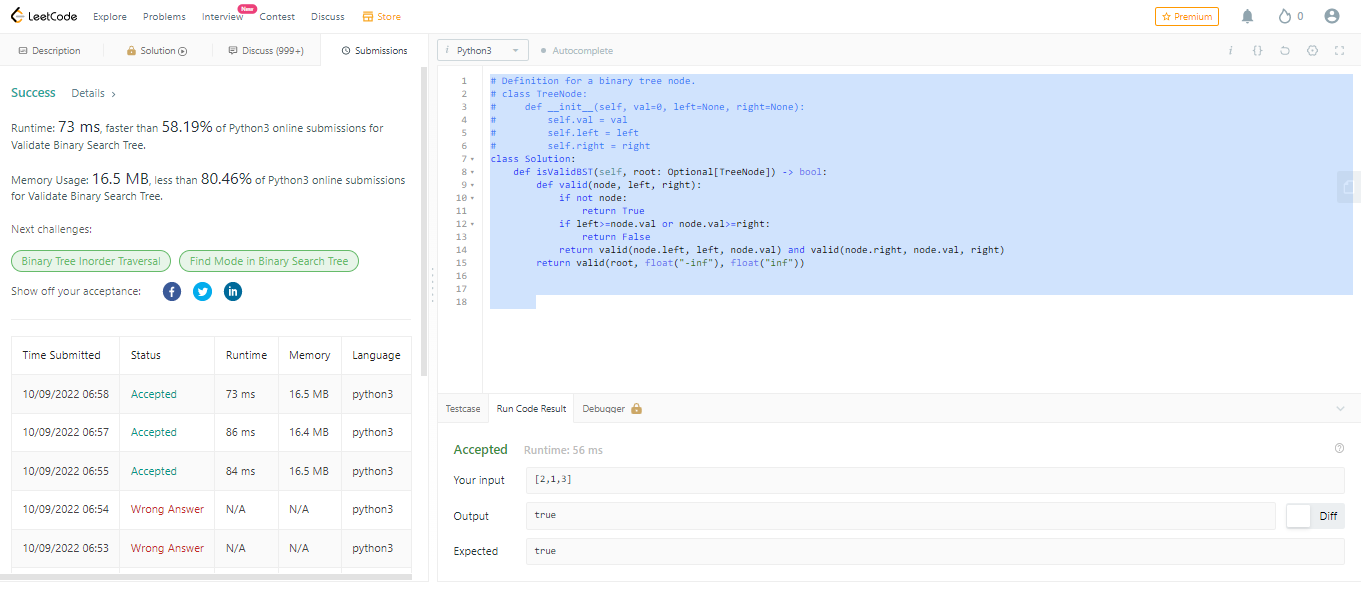 LeetCode Explore Problems Interview New Contest Discuss Store Premium 0
Description Solution Discuss (999+) Submissions
Success Details >
Runtime: 73 ms, faster than 58.19% of Python3 online submissions for
Validate Binary Search Tree.
Memory Usage: 16.5 MB, less than 80.46% of Python3 online submissions
for Validate Binary Search Tree.
Next challenges:
Binary Tree Inorder Traversal Find Mode in Binary Search Tree
Show off your acceptance:
Time Submitted Status Runtime Memory Language
10/09/2022 06:58 Accepted 73 ms 16.5 MB python3
10/09/2022 06:57 Accepted 86 ms 16.4 MB python3
10/09/2022 06:55 Accepted 84 ms 16.5 MB python3
10/09/2022 06:54 Wrong Answer N/A N/A python3
10/09/2022 06:53 Wrong Answer N/A N/A python3
i Python3 Autocomplete i {}
1 # Definition for a binary tree node.
2 # class TreeNode:
3 #     def __init__(self, val=0, left=None, right=None):
4 #         self.val = val
5 #         self.left = left
6 #         self.right = right
7 class Solution:
8     def isValidBST(self, root: Optional[TreeNode]) -> bool:
9         def valid(node, left, right):
10             if not node:
11                 return True
12             if left>=node.val or node.val>=right:
13                 return False
14             return valid(node.left, left, node.val) and valid(node.right, node.val, right)
15         return valid(root, float("-inf"), float("inf"))
16
17
18
Testcase Run Code Result Debugger
Accepted Runtime: 56 ms
Your input [2,1,3]
Output true Diff
Expected true